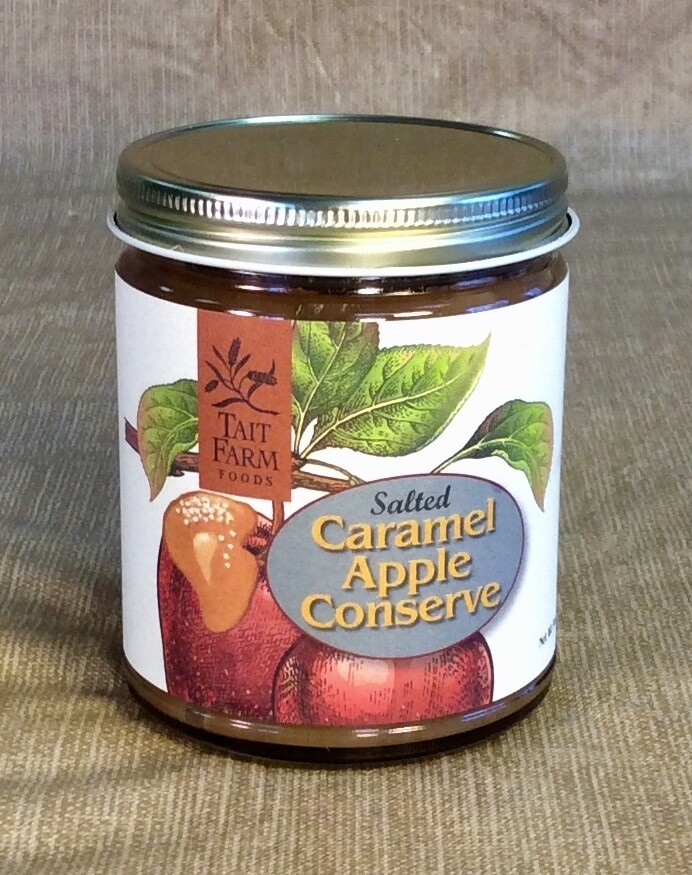 TAIT
FARM
FOODS
Salted
Caramel
Apple
Conserve